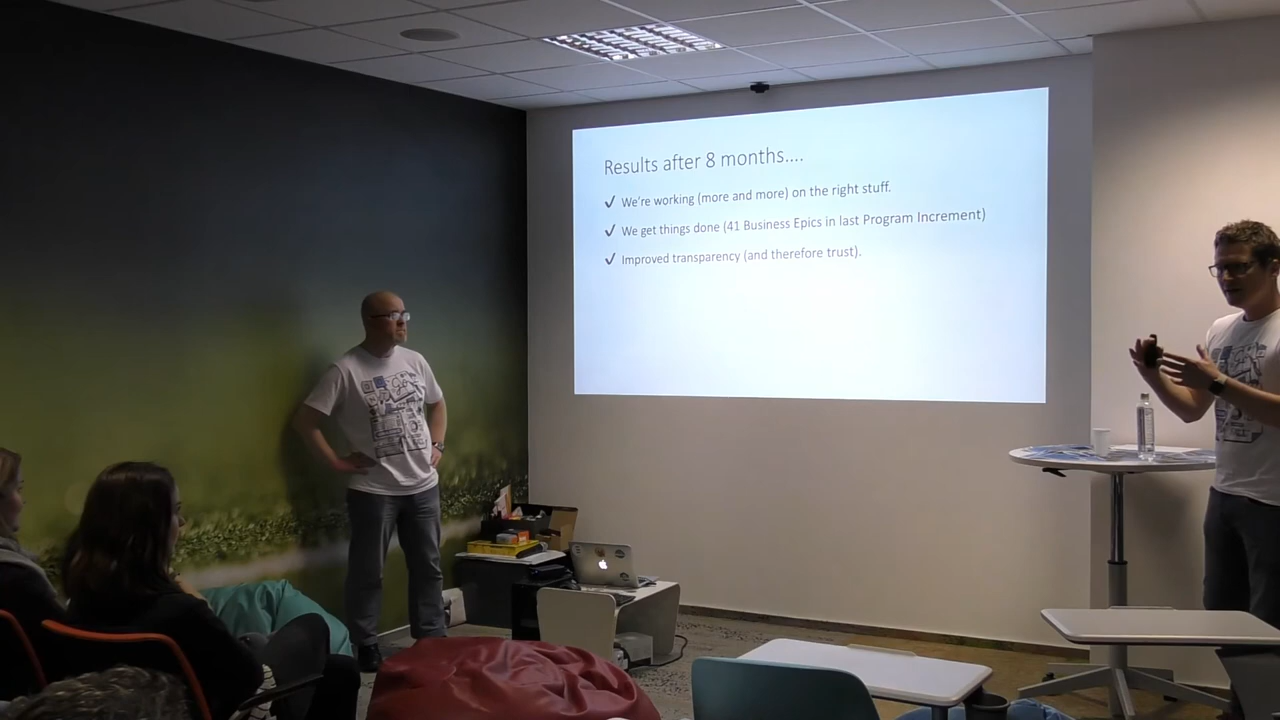 Results after 8 months....
✓ We're working (more and more) on the right stuff.
✓ We get things done (41 Business Epics in last Program Increment)
✓ Improved transparency (and therefore trust).